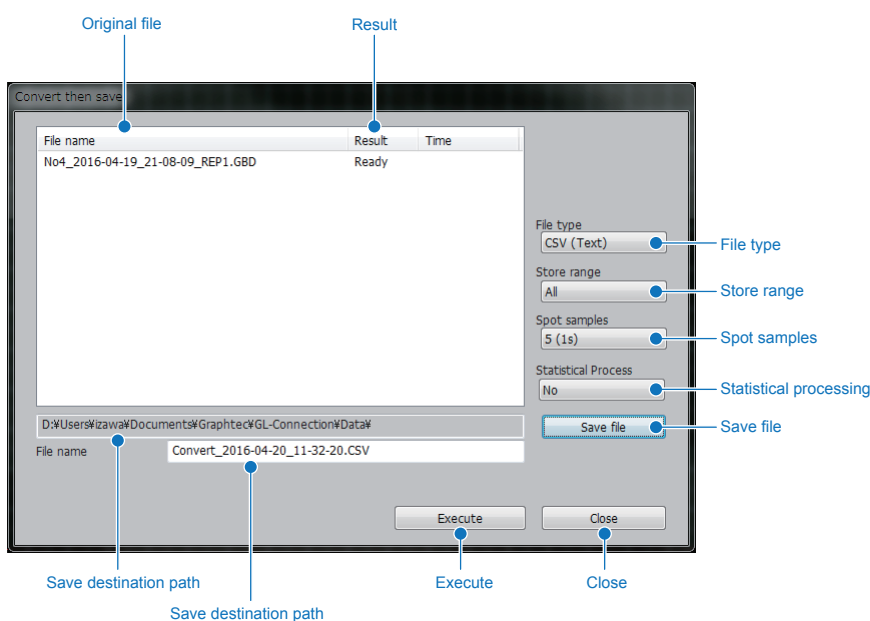 Original file
Result
Convert then save
File name Result Time
No4_2016-04-19_21-08-09_REP1.GBD Ready
File type
CSV (Text)
File type
Store range
All
Store range
Spot samples
5 (1s)
Spot samples
Statistical Process
No
Statistical processing
D:¥Users¥izawa¥Documents¥Graphtec¥GL-Connection¥Data¥
Save file
Save file
File name
Convert_2016-04-20_11-32-20.CSV
Execute
Close
Save destination path
Execute
Close
Save destination path